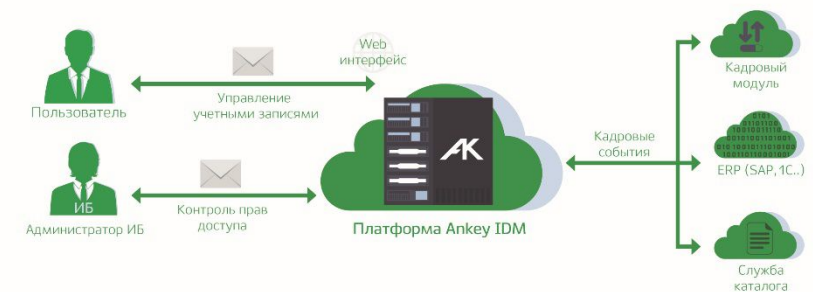 Web
интерфейс
Пользователь
Управление
учетными записями
ИБ
Администратор ИБ
Контроль прав
доступа
АК
Платформа Ankey IDM
Кадровые
события
Кадровый
модуль
ERP (SAP, 1C..)
Служба
каталога